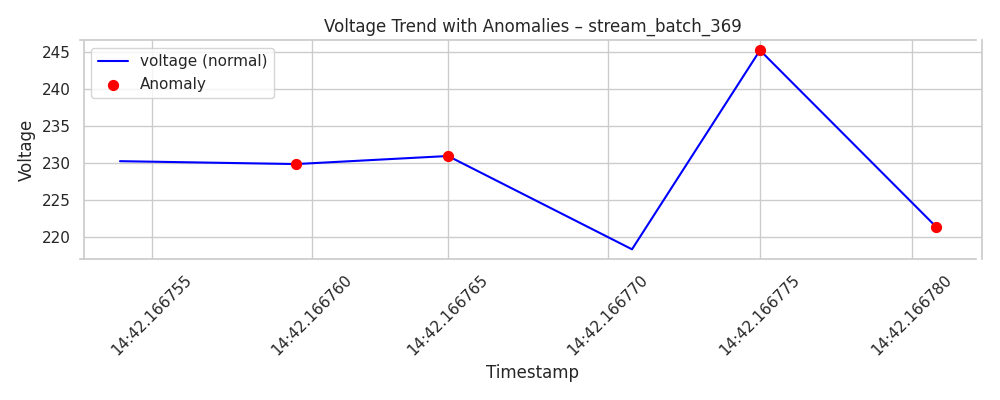 Voltage Trend with Anomalies – stream_batch_369
voltage (normal)
Anomaly
Voltage
245
240
235
230
225
220
14:42.166755
14:42.166760
14:42.166765
14:42.166770
14:42.166775
14:42.166780
Timestamp